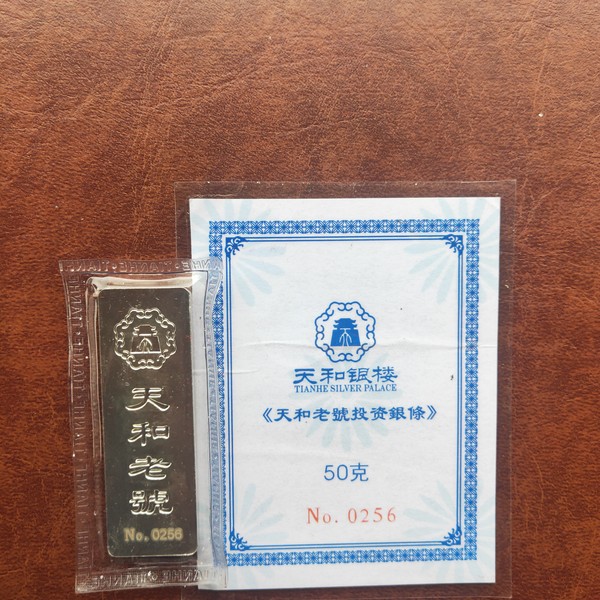 天
和
老
號
No. 0256
天和银楼
TIANHE SILVER PALACE
《天和老號投资銀條》
50克
No. 0256